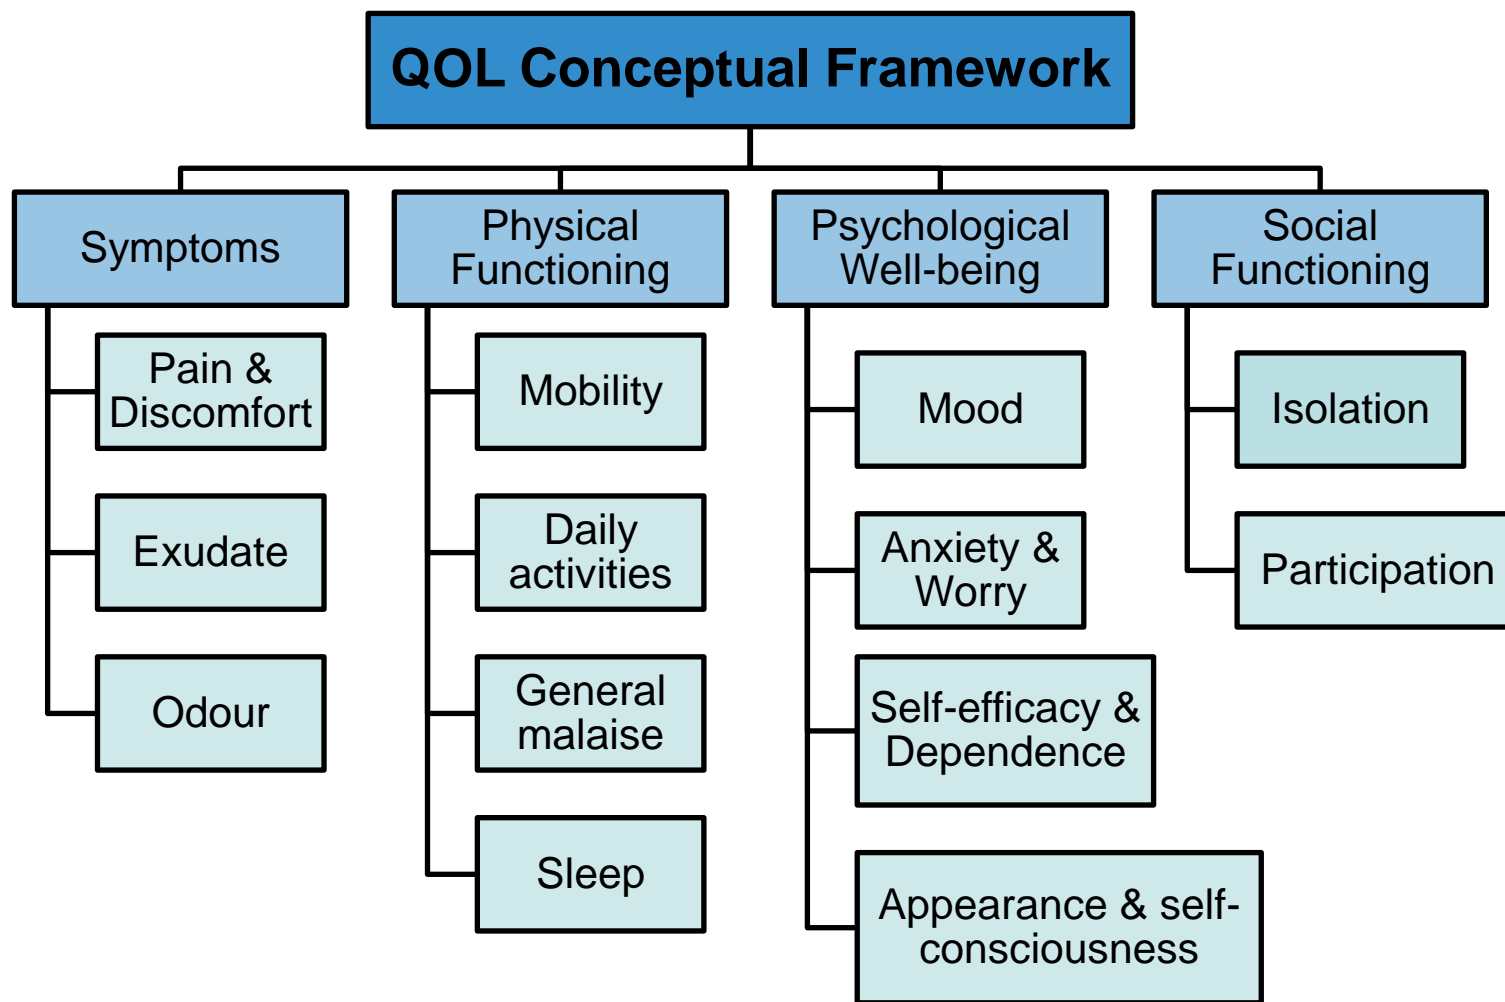 QOL Conceptual Framework
Symptoms
Pain &
Discomfort
Exudate
Odour
Physical
Functioning
Mobility
Daily
activities
General
malaise
Sleep
Psychological
Well-being
Mood
Anxiety &
Worry
Self-efficacy &
Dependence
Appearance & self-
consciousness
Social
Functioning
Isolation
Participation